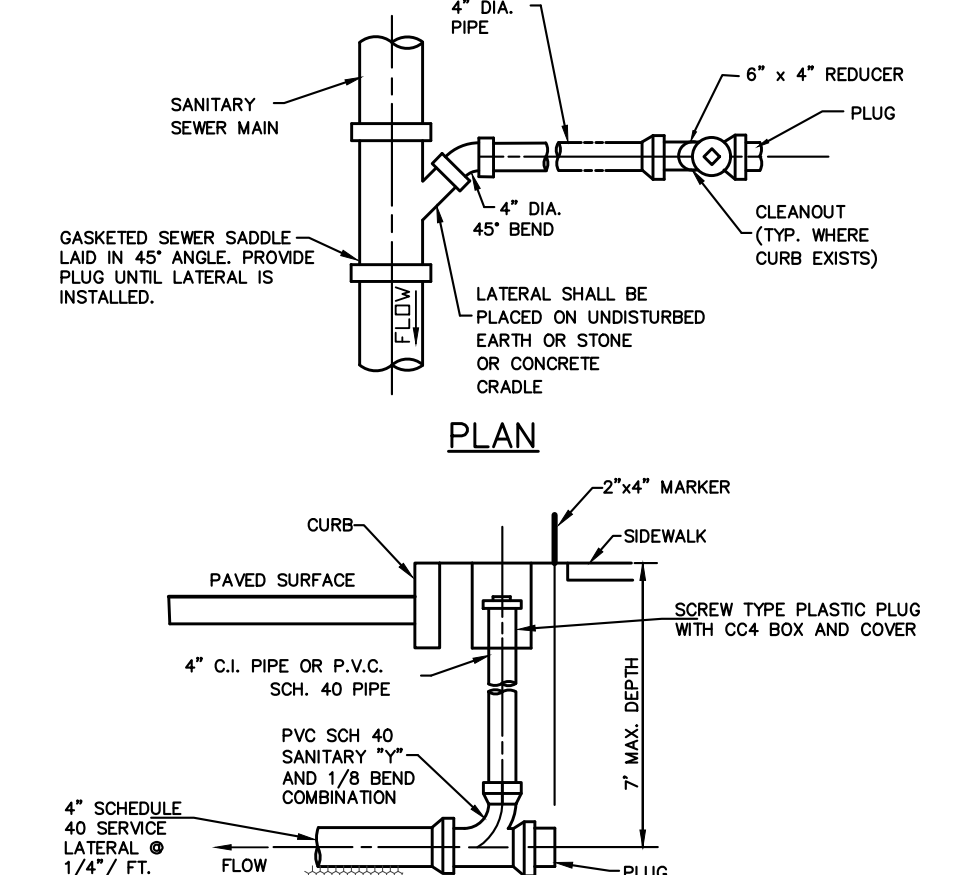 4" DIA.
PIPE
6" x 4" REDUCER
PLUG
SANITARY
SEWER MAIN
4" DIA.
45° BEND
CLEANOUT
(TYP. WHERE
CURB EXISTS)
GASKETED SEWER SADDLE
LAID IN 45° ANGLE. PROVIDE
PLUG UNTIL LATERAL IS
INSTALLED.
FLOW
LATERAL SHALL BE
PLACED ON UNDISTURBED
EARTH OR STONE
OR CONCRETE
CRADLE
PLAN
2"x4" MARKER
CURB
SIDEWALK
PAVED SURFACE
SCREW TYPE PLASTIC PLUG
WITH CC4 BOX AND COVER
4" C.I. PIPE OR P.V.C.
SCH. 40 PIPE
7' MAX. DEPTH
PVC SCH 40
SANITARY "Y"
AND 1/8 BEND
COMBINATION
4" SCHEDULE
40 SERVICE
LATERAL @
1/4"/ FT.
FLOW
PLUG